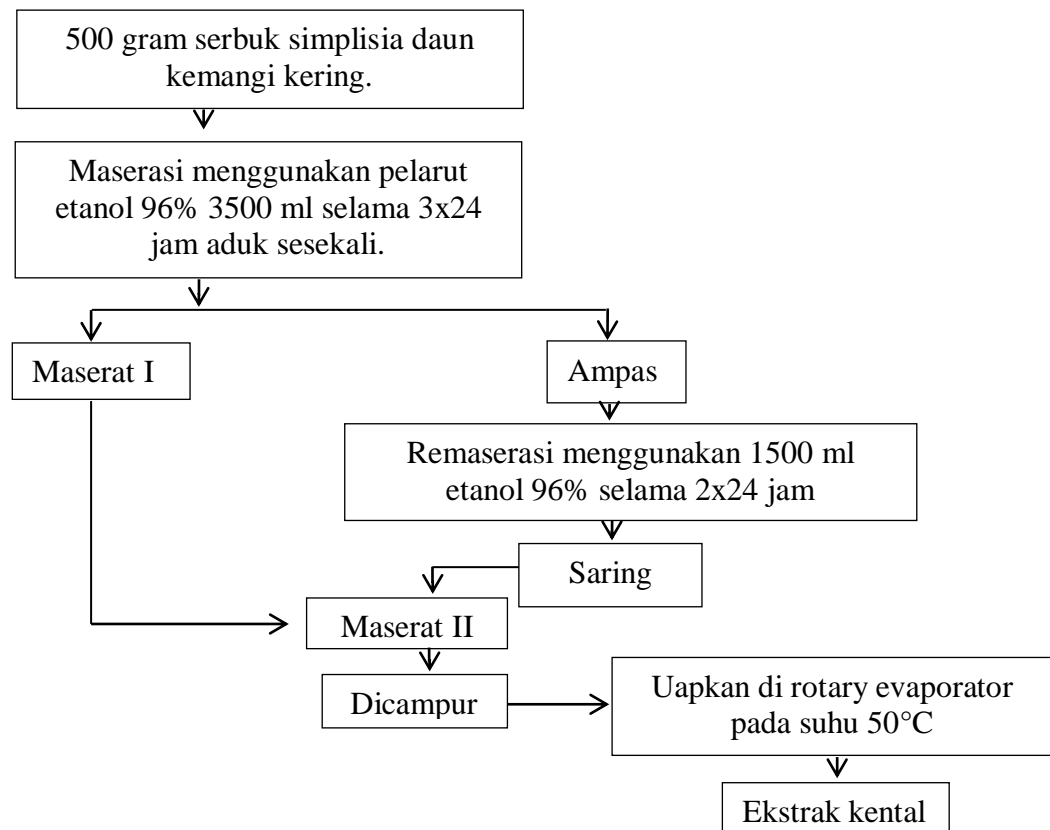 500 gram serbuk simplisia daun
kemangi kering.
Maserasi menggunakan pelarut
etanol 96% 3500 ml selama 3x24
jam aduk sesekali.
Maserat I
Ampas
Remaserasi menggunakan 1500 ml
etanol 96% selama 2x24 jam
Saring
Maserat II
Dicampur
Uapkan di rotary evaporator
pada suhu 50°C
Ekstrak kental